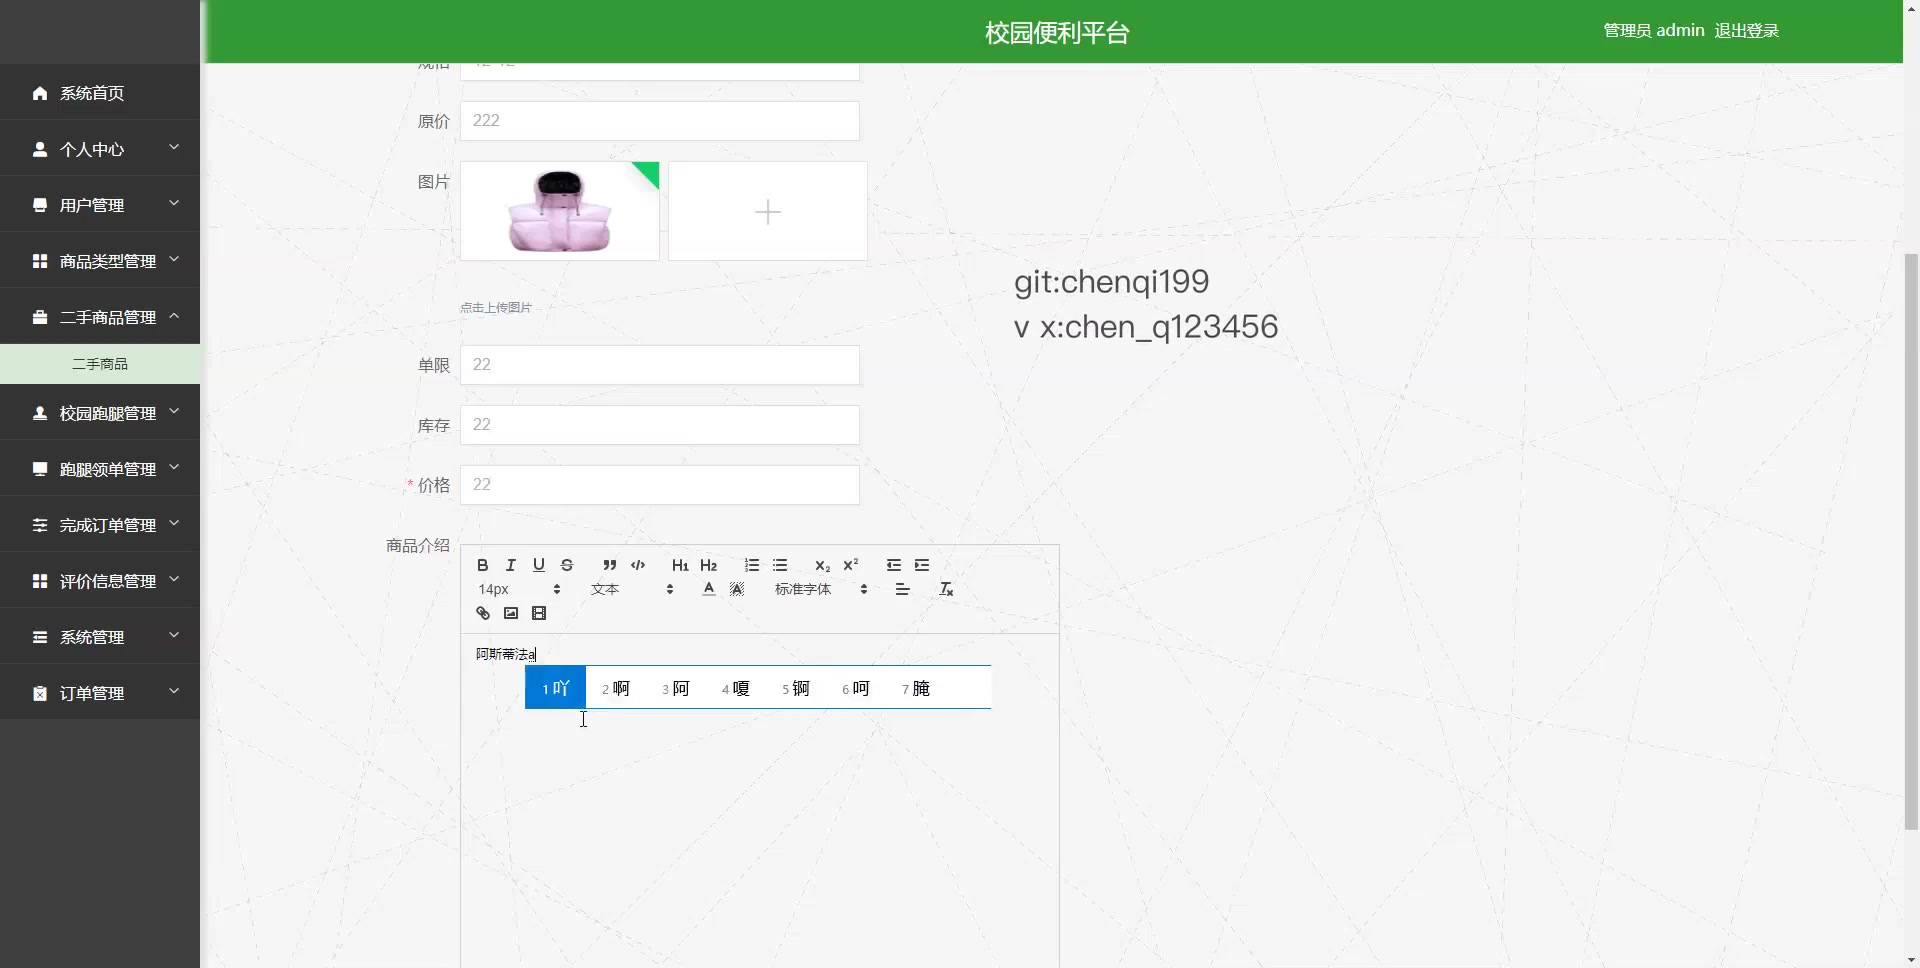 校园便利平台
管理员 admin 退出登录
系统首页
个人中心
用户管理
商品类型管理
二手商品管理
二手商品
校园跑腿管理
跑腿领单管理
完成订单管理
评价信息管理
系统管理
订单管理
原价 222
图片
点击上传图片
git:chenqi199
v x:chen_q123456
单限 22
库存 22
* 价格 22
商品介绍
B I U S H1 H2 X2 X2
14px 文本 A A 标准字体 Tx
阿斯蒂法a
1 吖 2 啊 3 阿 4 嗄 5 锕 6 呵 7 腌